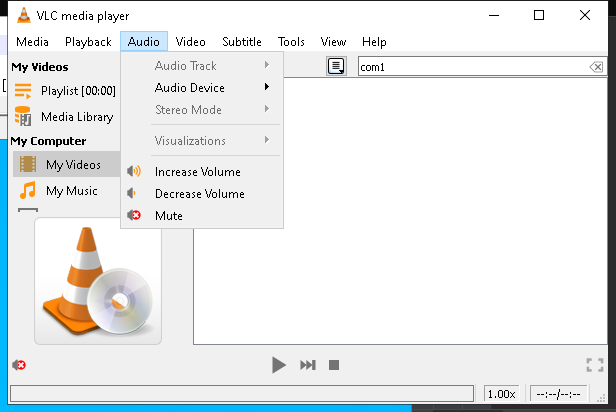 VLC media player
Media Playback Audio Video Subtitle Tools View Help
My Videos
Playlist [00:00]
Media Library
My Computer
My Videos
My Music
Audio Track
Audio Device
Stereo Mode
Visualizations
Increase Volume
Decrease Volume
Mute
com1
1.00x --:--/--:--